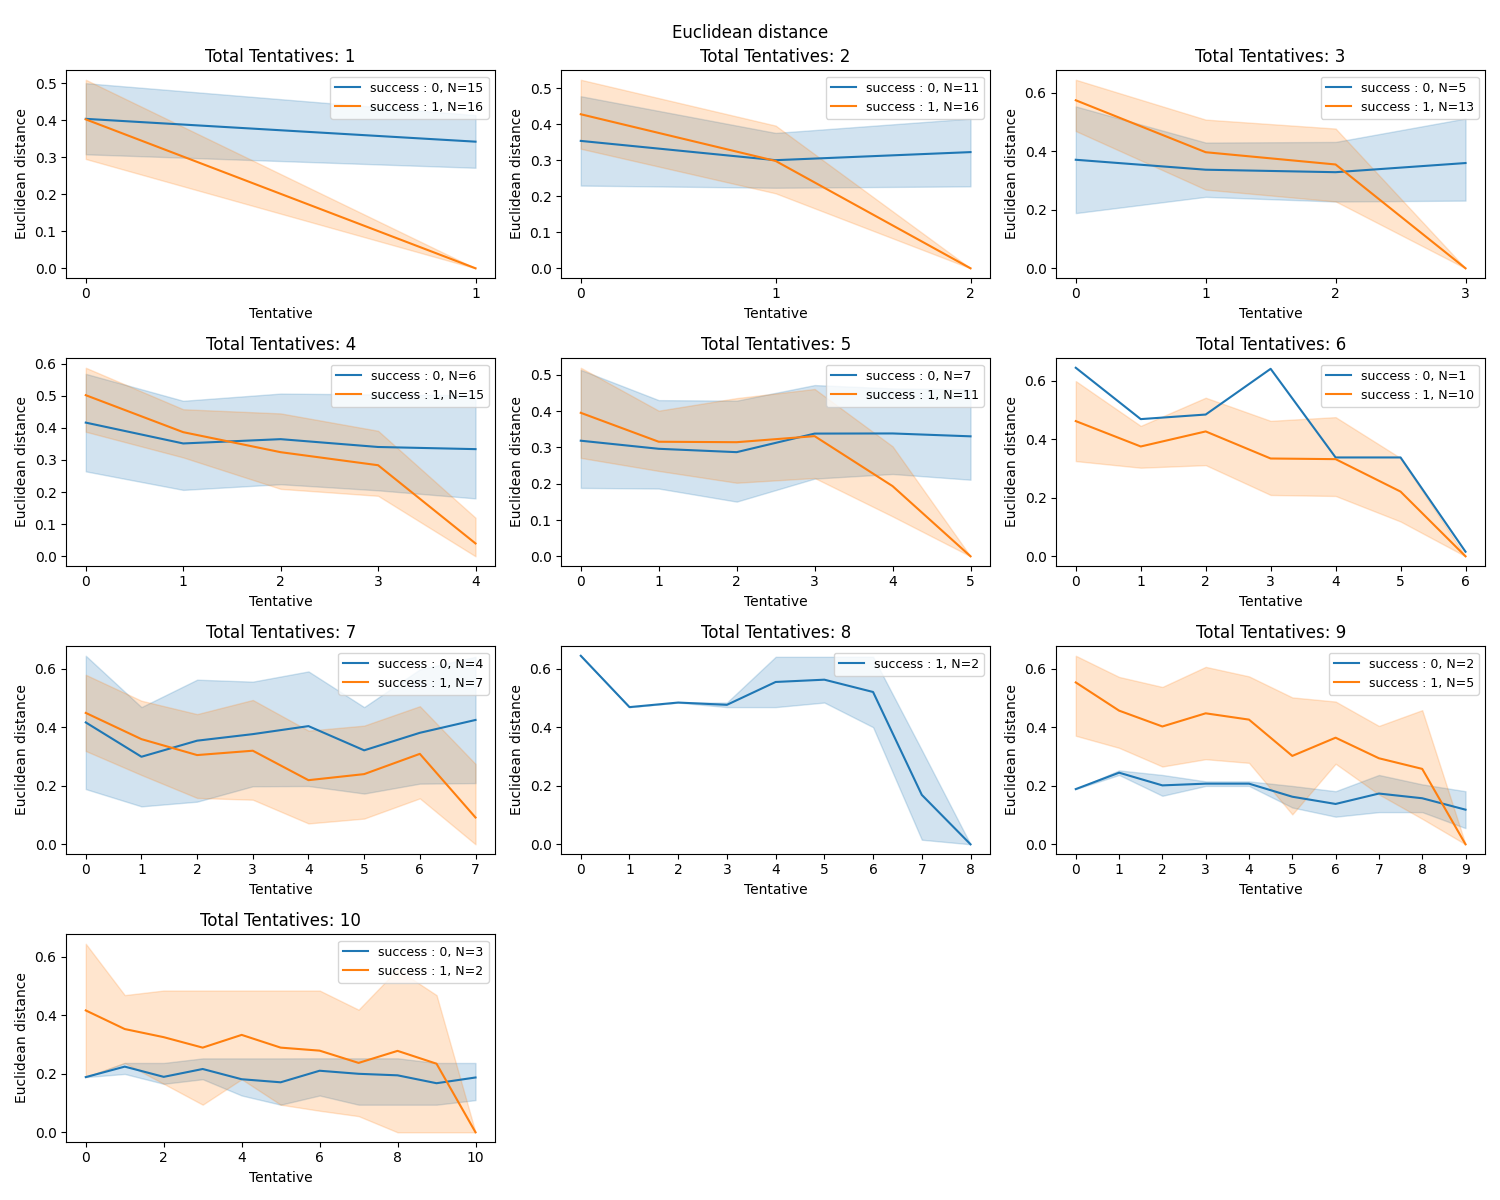 Euclidean distance
Total Tentatives: 1
Euclidean distance
0.5
0.4
0.3
0.2
0.1
0.0
success : 0, N=15
success : 1, N=16
0 1
Tentative
Total Tentatives: 2
Euclidean distance
0.5
0.4
0.3
0.2
0.1
0.0
success : 0, N=11
success : 1, N=16
0 1 2
Tentative
Total Tentatives: 3
Euclidean distance
0.6
0.4
0.2
0.0
success : 0, N=5
success : 1, N=13
0 1 2 3
Tentative
Total Tentatives: 4
Euclidean distance
0.6
0.5
0.4
0.3
0.2
0.1
0.0
success : 0, N=6
success : 1, N=15
0 1 2 3 4
Tentative
Total Tentatives: 5
Euclidean distance
0.5
0.4
0.3
0.2
0.1
0.0
success : 0, N=7
success : 1, N=11
0 1 2 3 4 5
Tentative
Total Tentatives: 6
Euclidean distance
0.6
0.4
0.2
0.0
success : 0, N=1
success : 1, N=10
0 1 2 3 4 5 6
Tentative
Total Tentatives: 7
Euclidean distance
0.6
0.4
0.2
0.0
success : 0, N=4
success : 1, N=7
0 1 2 3 4 5 6 7
Tentative
Total Tentatives: 8
Euclidean distance
0.6
0.4
0.2
0.0
success : 1, N=2
0 1 2 3 4 5 6 7 8
Tentative
Total Tentatives: 9
Euclidean distance
0.6
0.4
0.2
0.0
success : 0, N=2
success : 1, N=5
0 1 2 3 4 5 6 7 8 9
Tentative
Total Tentatives: 10
Euclidean distance
0.6
0.4
0.2
0.0
success : 0, N=3
success : 1, N=2
0 2 4 6 8 10
Tentative